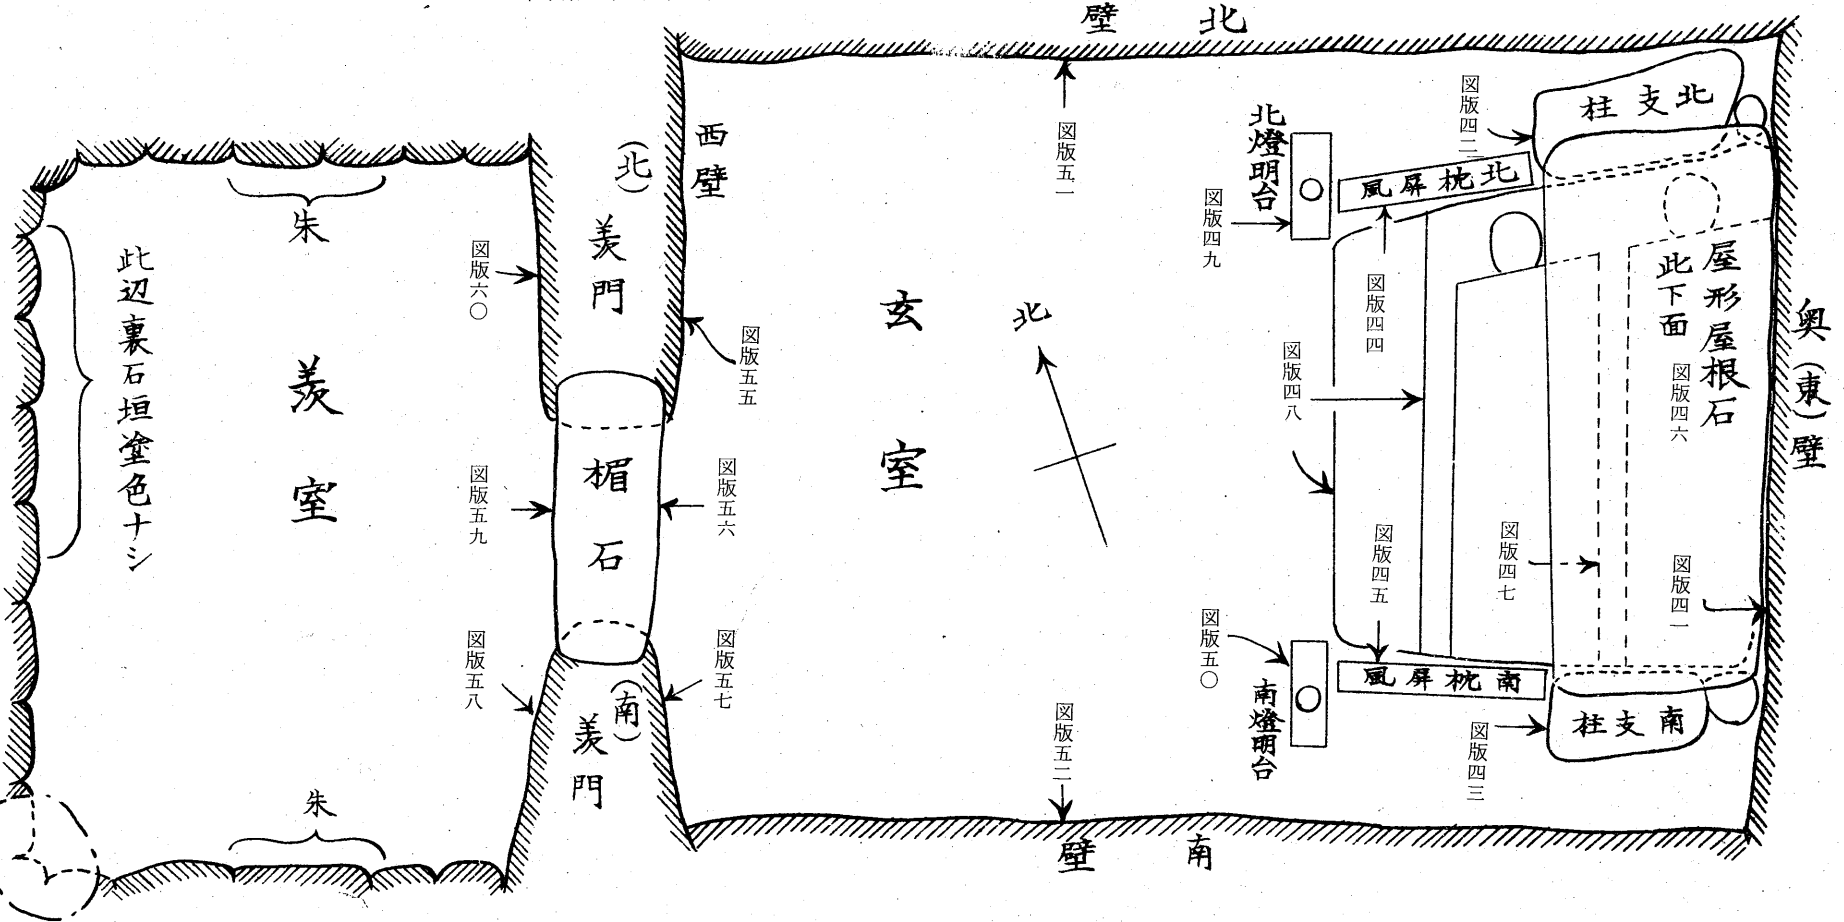 北壁
西壁
奥（東）壁
南壁
北支柱
図版四二
北燈明台
北枕屏風
図版四九
図版四四
図版五一
屋形屋根石
此下面
図版四六
図版四八
図版四七
図版四一
図版四五
図版五〇
南枕屏風
南燈明台
南支柱
図版四三
図版五二
玄室
北
図版五五
（北）
羨門
図版六〇
楣石
図版五六
図版五九
図版五七
図版五八
（南）
羨門
朱
羨室
此辺裏石垣塗色ナシ
朱